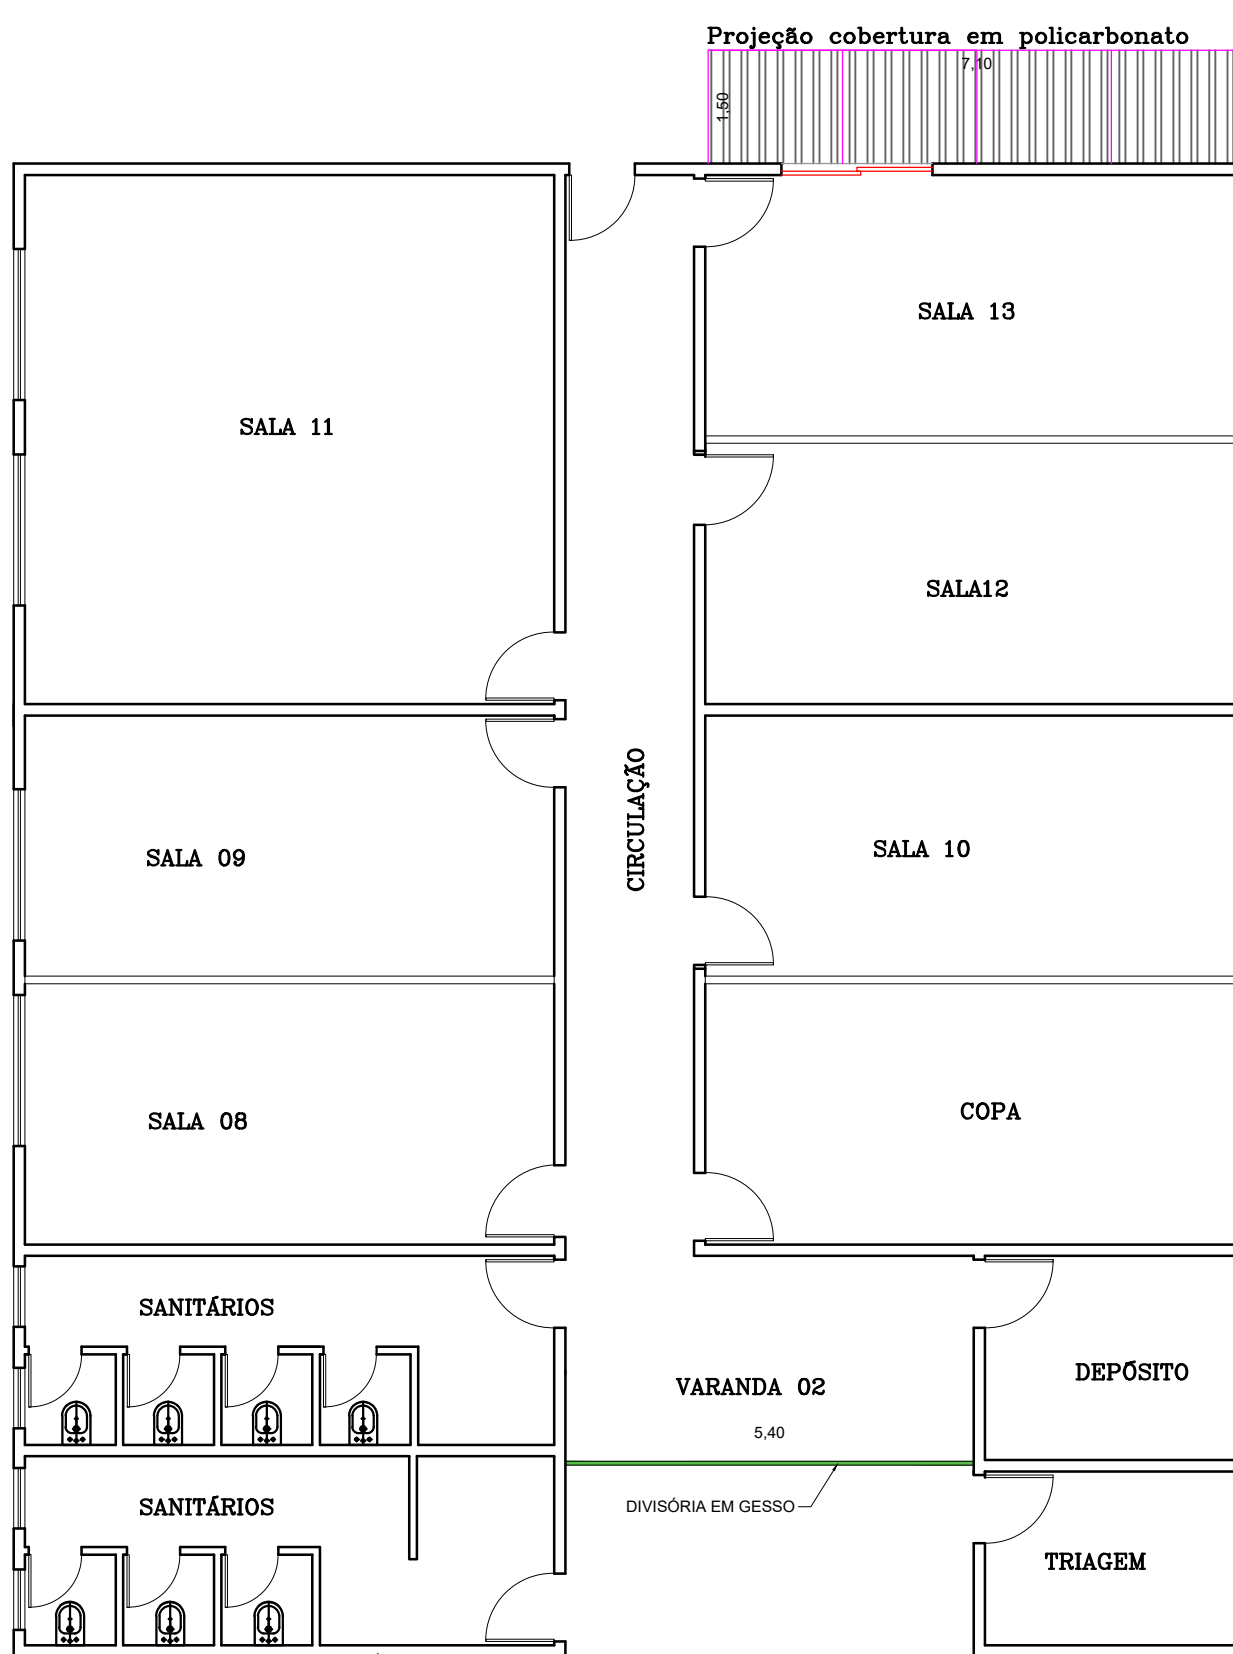 Projeção cobertura em policarbonato
7,10
1,50
SALA 13
SALA 11
SALA12
CIRCULAÇÃO
SALA 09
SALA 10
SALA 08
COPA
SANITÁRIOS
VARANDA 02
DEPÓSITO
5,40
SANITÁRIOS
DIVISÓRIA EM GESSO
TRIAGEM